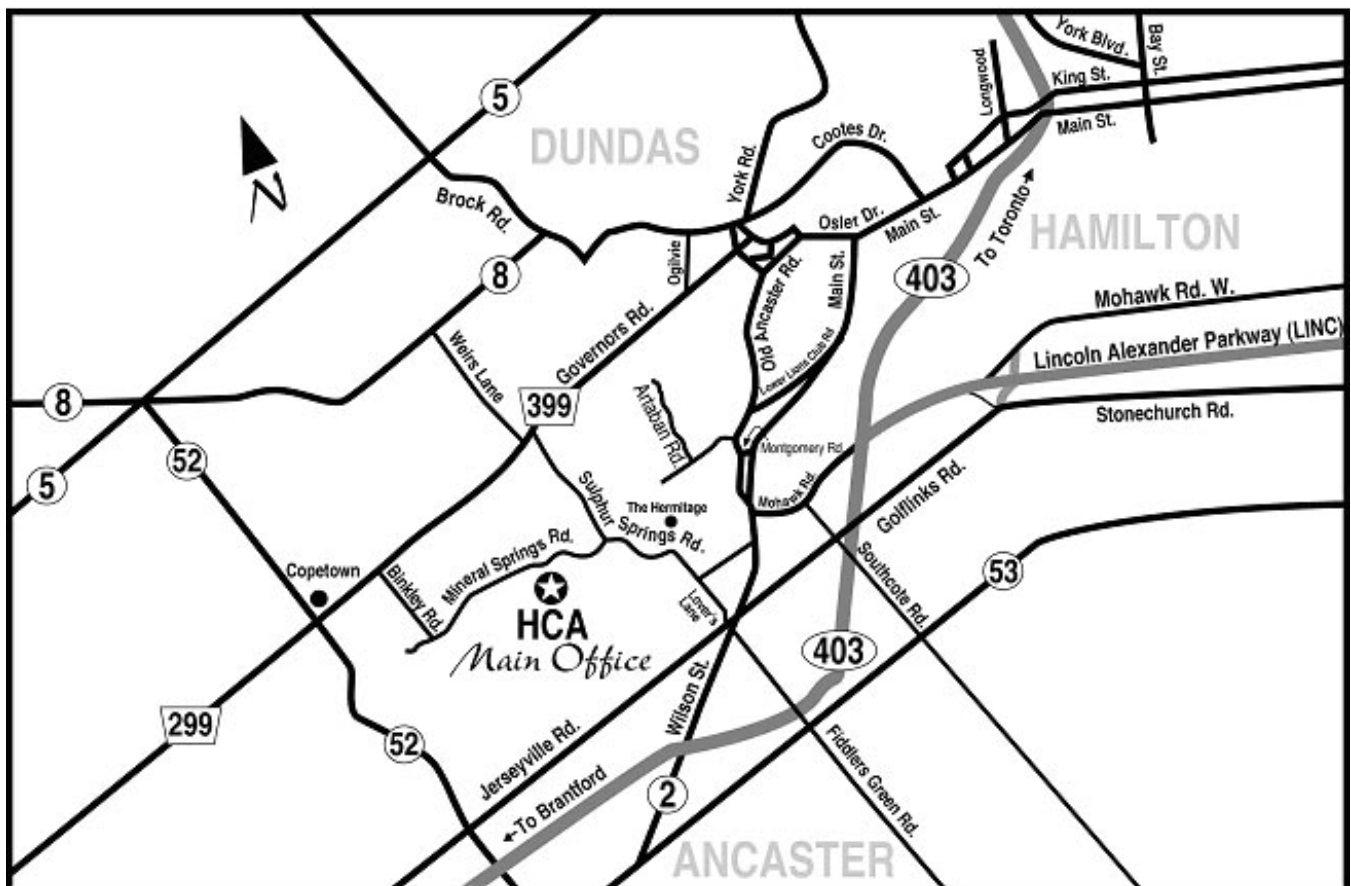 York Blvd.
Bay St.
Longwood
King St.
Main St.
5
DUNDAS
Cootes Dr.
York Rd.
N
Brock Rd.
Osler Dr.
Main St.
To Toronto
HAMILTON
8
Ogilvie
403
Mohawk Rd. W.
Governors Rd.
Old Ancaster Rd.
Main St.
Lincoln Alexander Parkway (LINC)
Weirs Lane
Lower Lions Club Rd
8
399
Artaban Rd.
Stonechurch Rd.
52
5
Montgomery Rd.
Sulphur
Springs Rd.
The Hermitage
Mohawk Rd.
Golflinks Rd.
Mineral Springs Rd.
Southcote Rd.
53
Copetown
Binkley Rd.
Lover's
Lane
HCA
Main Office
403
299
52
Wilson St.
Jerseyville Rd.
Fiddlers Green Rd.
2
To Brantford
ANCASTER